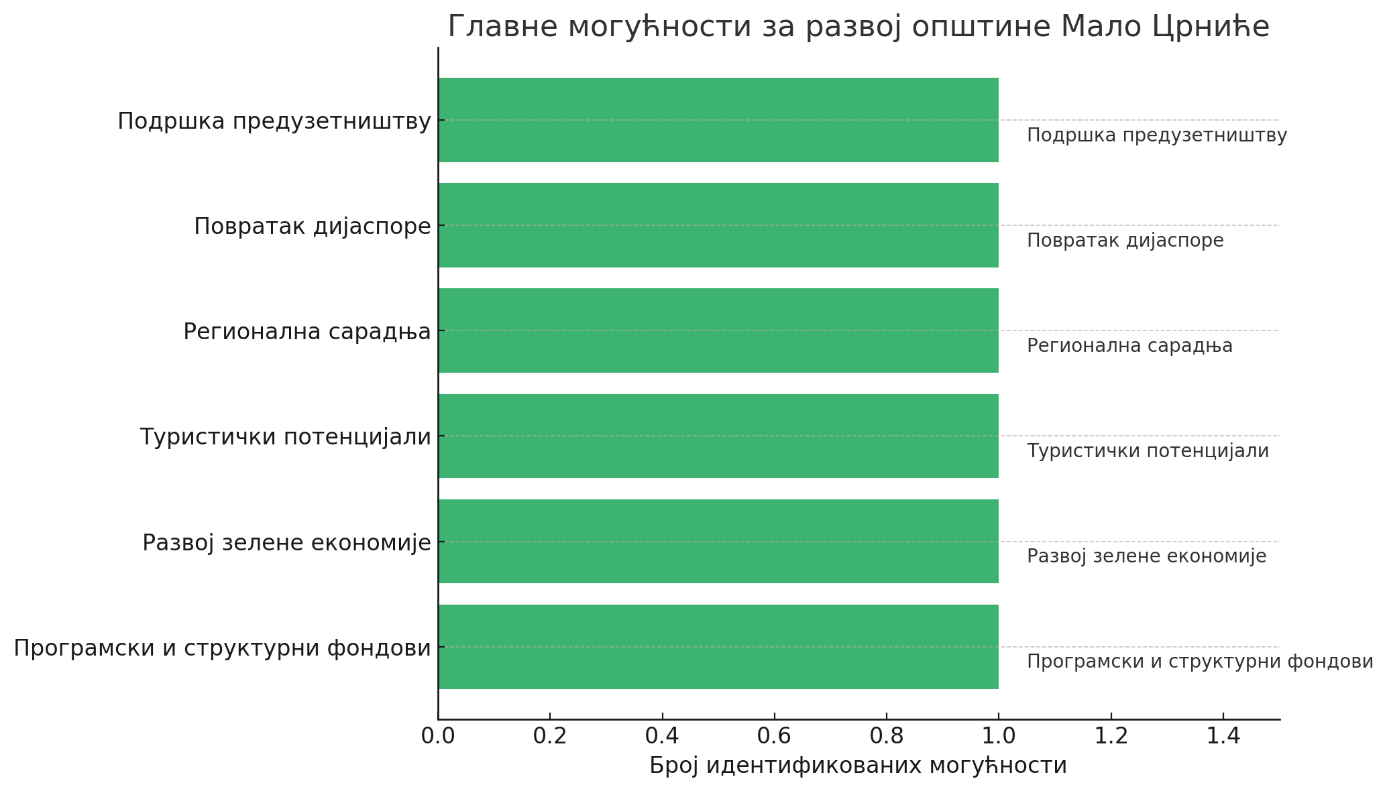 Главне могућности за развој општине Мало Црниће
Подршка предузетништву
Подршка предузетништву
Повратак дијаспоре
Повратак дијаспоре
Регионална сарадња
Регионална сарадња
Туристички потенцијали
Туристички потенцијали
Развој зелене економије
Развој зелене економије
Програмски и структурни фондови
Програмски и структурни фондови
0.0 0.2 0.4 0.6 0.8 1.0 1.2 1.4
Број идентификованих могућности